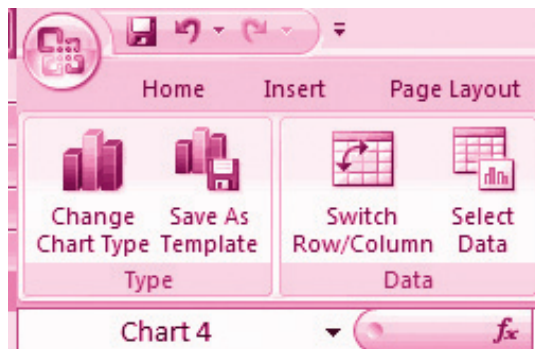 Home Insert Page Layout
Change Save As Switch Select
Chart Type Template Row/Column Data
Type Data
Chart 4 fx